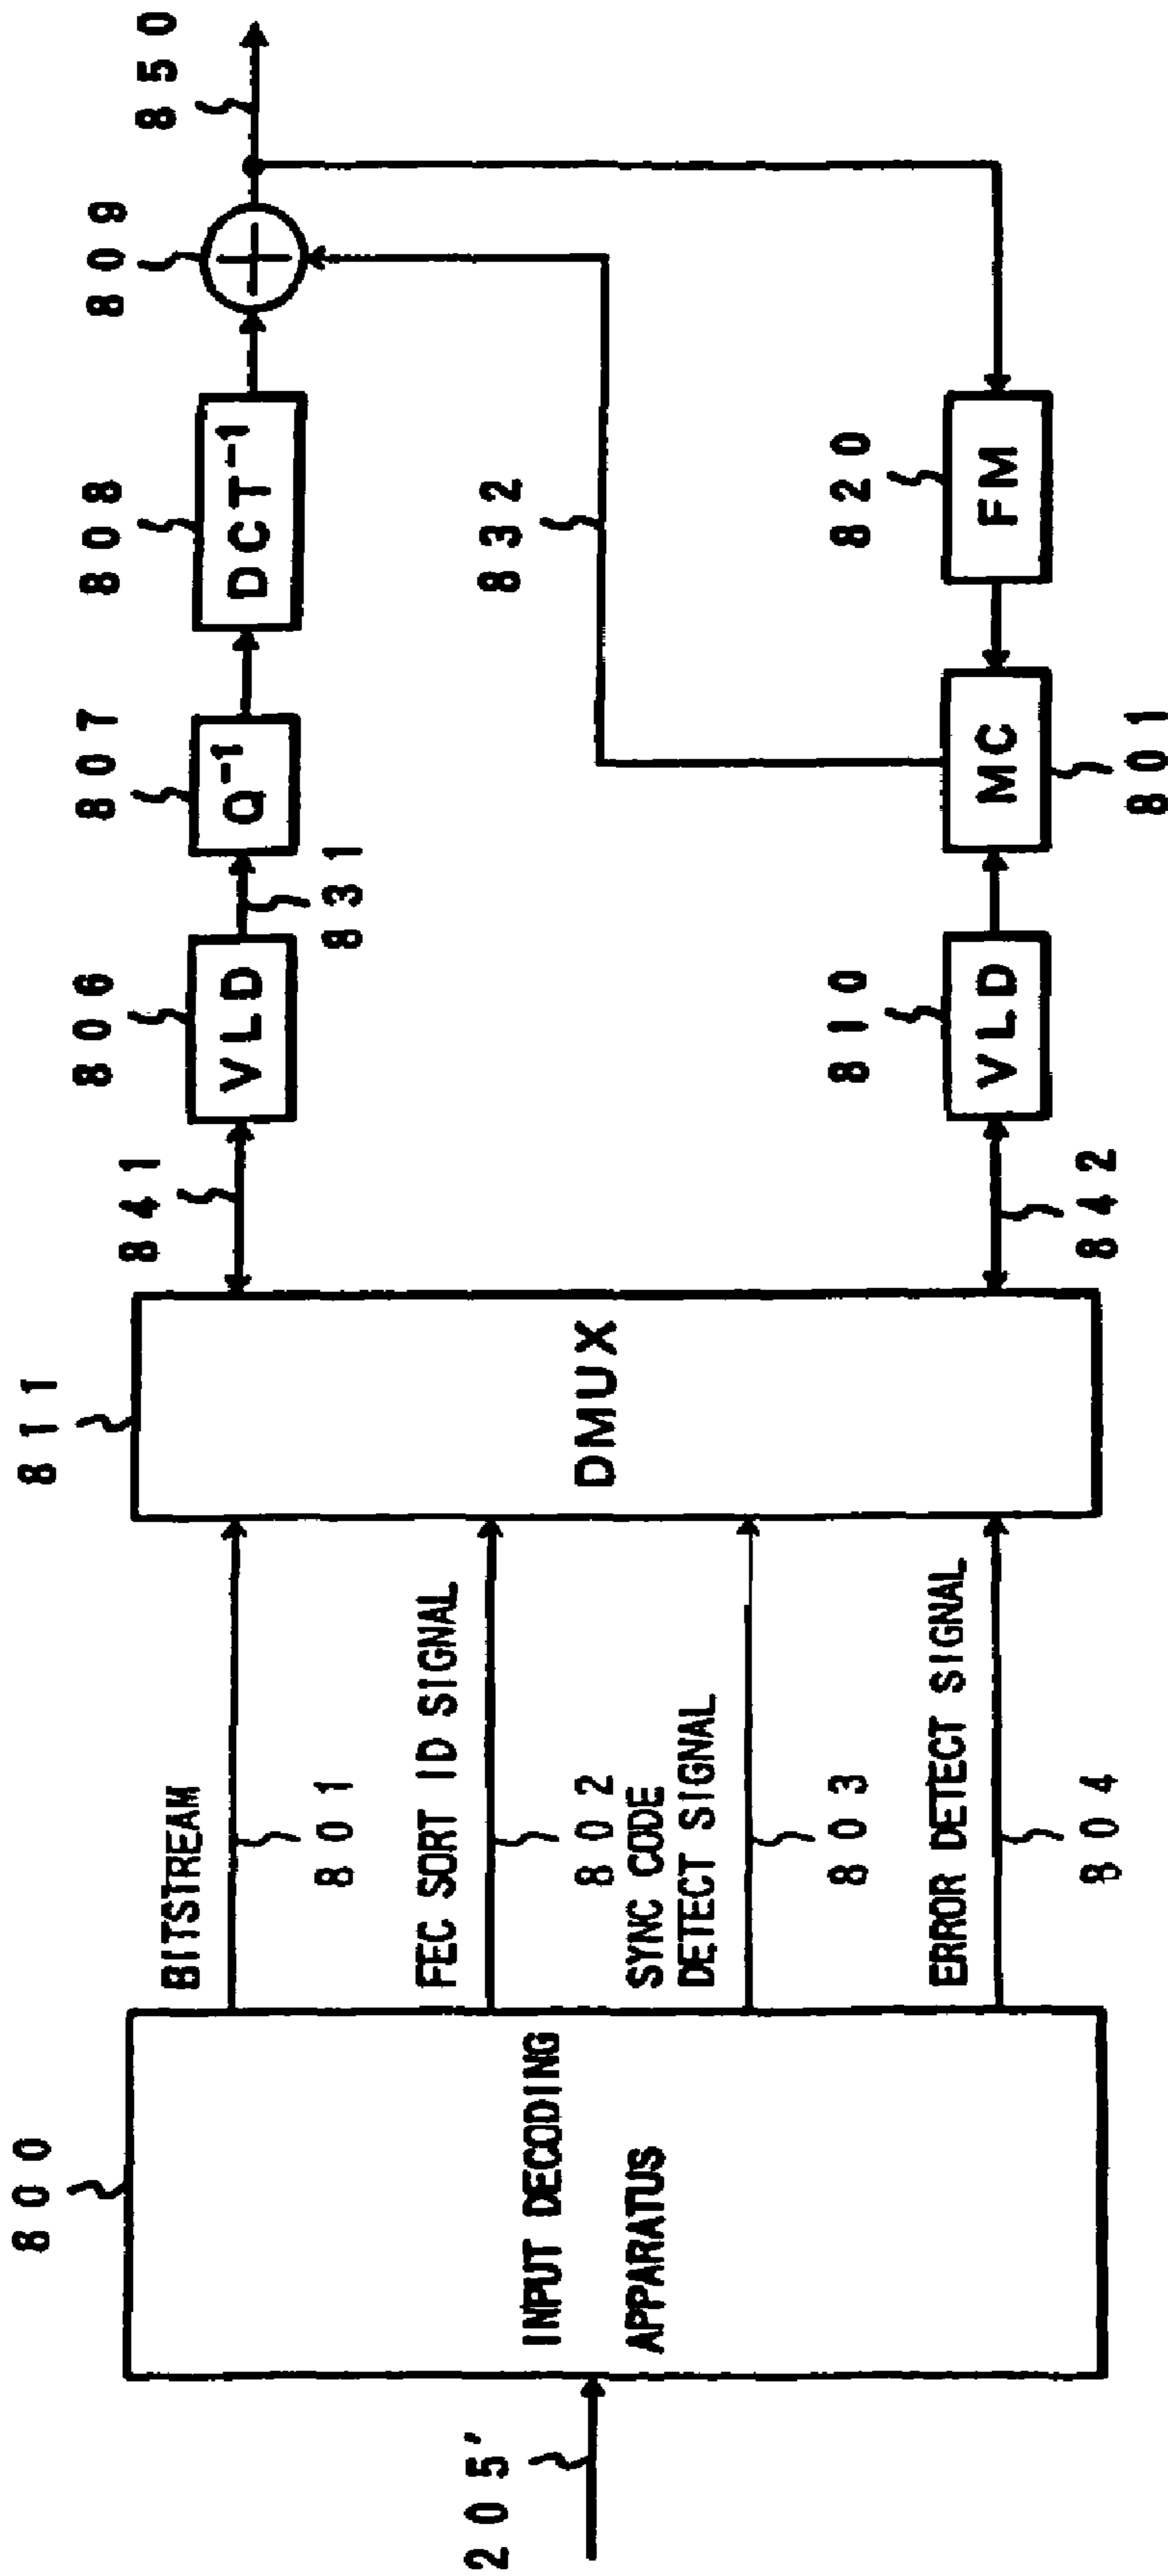 205'
800
INPUT DECODING
APPARATUS
BITSTREAM
801
FEC SORT ID SIGNAL
802
SYNC CODE
DETECT SIGNAL
803
ERROR DETECT SIGNAL
804
811
DMUX
841
842
806
VLD
831
807
Q⁻¹
808
DCT⁻¹
809
850
832
810
VLD
MC
801
820
FM